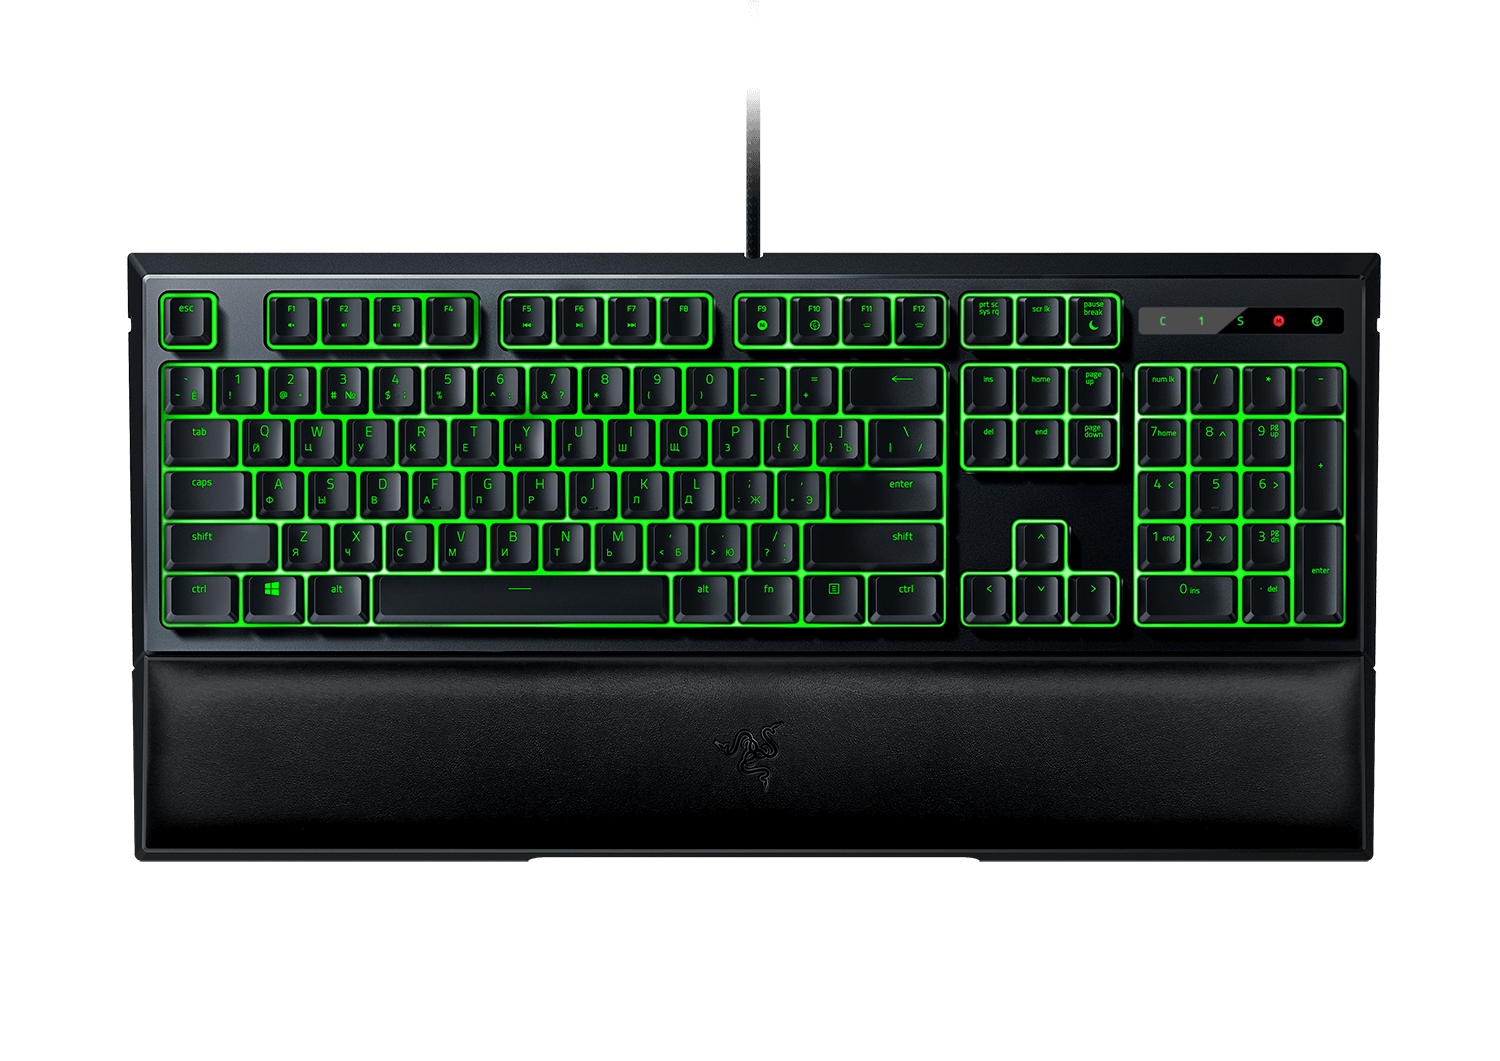 esc F1 F2 F3 F4 F5 F6 F7 F8 F9 F10 F11 F12 prt sc scr lk pause
sys rq break
C 1 S M G
~ 1 2 3 4 5 6 7 8 9 0 - = ← ins home page up num lk / * -
` Ё ! @ " # № $ ; % ^ : & ? * ( ) _ +
tab Q W E R T Y U I O P [ ] \ del end page down 7 home 8 ^ 9 pg up
Й Ц У К Е Н Г Ш Щ З { Х } Ъ | / +
caps A S D F G H J K L ; ' enter 4 < 5 6 >
Ф Ы В А П Р О Л Д : Ж " Э
shift Z X C V B N M , . / shift ^ 1 end 2 v 3 pg dn
Я Ч С М И Т Ь < Б > Ю ? .
ctrl alt alt fn ctrl < v > 0 ins . del enter